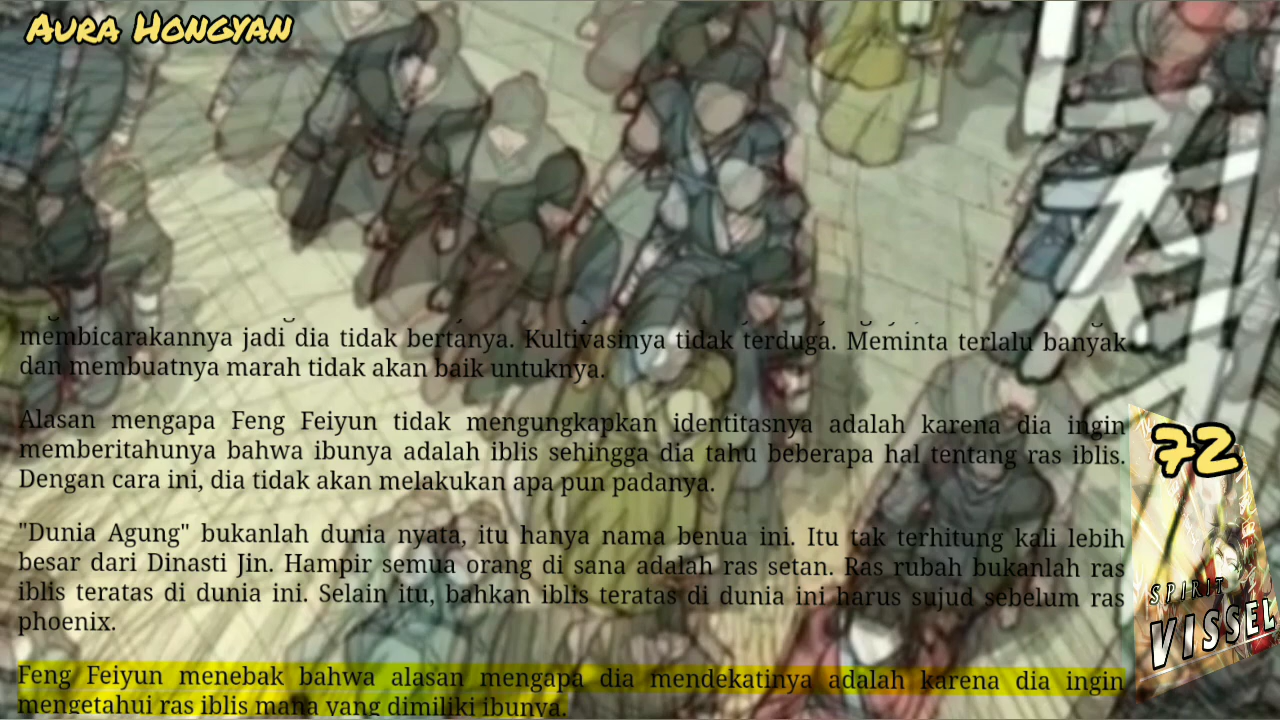 Aura Hongyan
membicarakannya jadi dia tidak bertanya. Kultivasinya tidak terduga. Meminta terlalu banyak
dan membuatnya marah tidak akan baik untuknya.
Alasan mengapa Feng Feiyun tidak mengungkapkan identitasnya adalah karena dia ingin
memberitahunya bahwa ibunya adalah iblis sehingga dia tahu beberapa hal tentang ras iblis.
Dengan cara ini, dia tidak akan melakukan apa pun padanya.
"Dunia Agung" bukanlah dunia nyata, itu hanya nama benua ini. Itu tak terhitung kali lebih
besar dari Dinasti Jin. Hampir semua orang di sana adalah ras setan. Ras rubah bukanlah ras
iblis teratas di dunia ini. Selain itu, bahkan iblis teratas di dunia ini harus sujud sebelum ras
phoenix.
Feng Feiyun menebak bahwa alasan mengapa dia mendekatinya adalah karena dia ingin
mengetahui ras iblis mana yang dimiliki ibunya.
72
SPIRIT
VISSEL